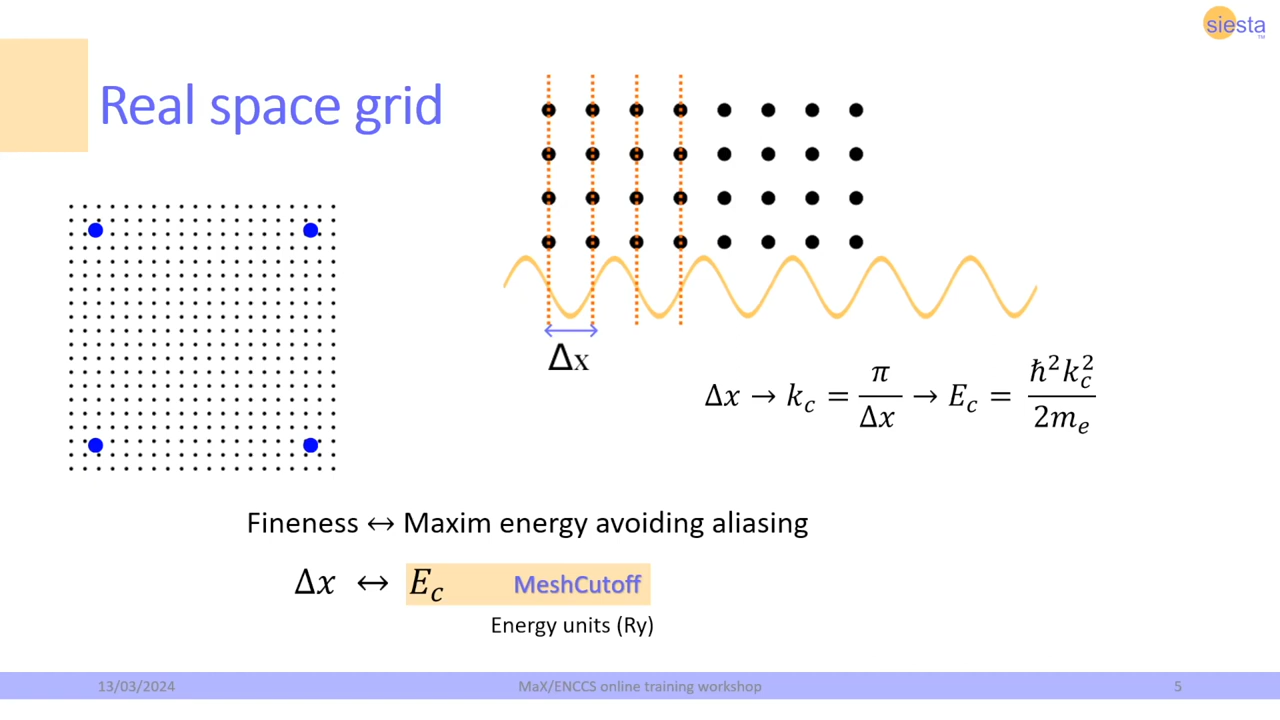 siesta
TM
Real space grid
Δx
Δx → k_c = π/Δx → E_c = ħ²k_c²/2m_e
Fineness ↔ Maxim energy avoiding aliasing
Δx ↔ E_c MeshCutoff
Energy units (Ry)
13/03/2024 MaX/ENCCS online training workshop 5